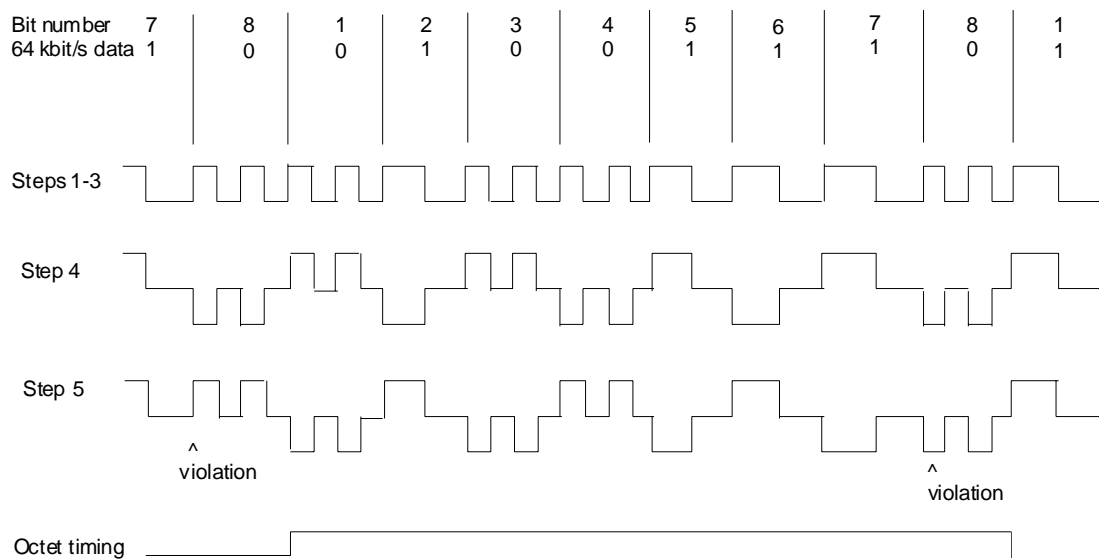 Bit number 7 8 1 2 3 4 5 6 7 8 1
64 kbit/s data 1 0 0 1 0 0 1 1 1 0 1
Steps 1-3
Step 4
Step 5
^ ^
violation violation
Octet timing